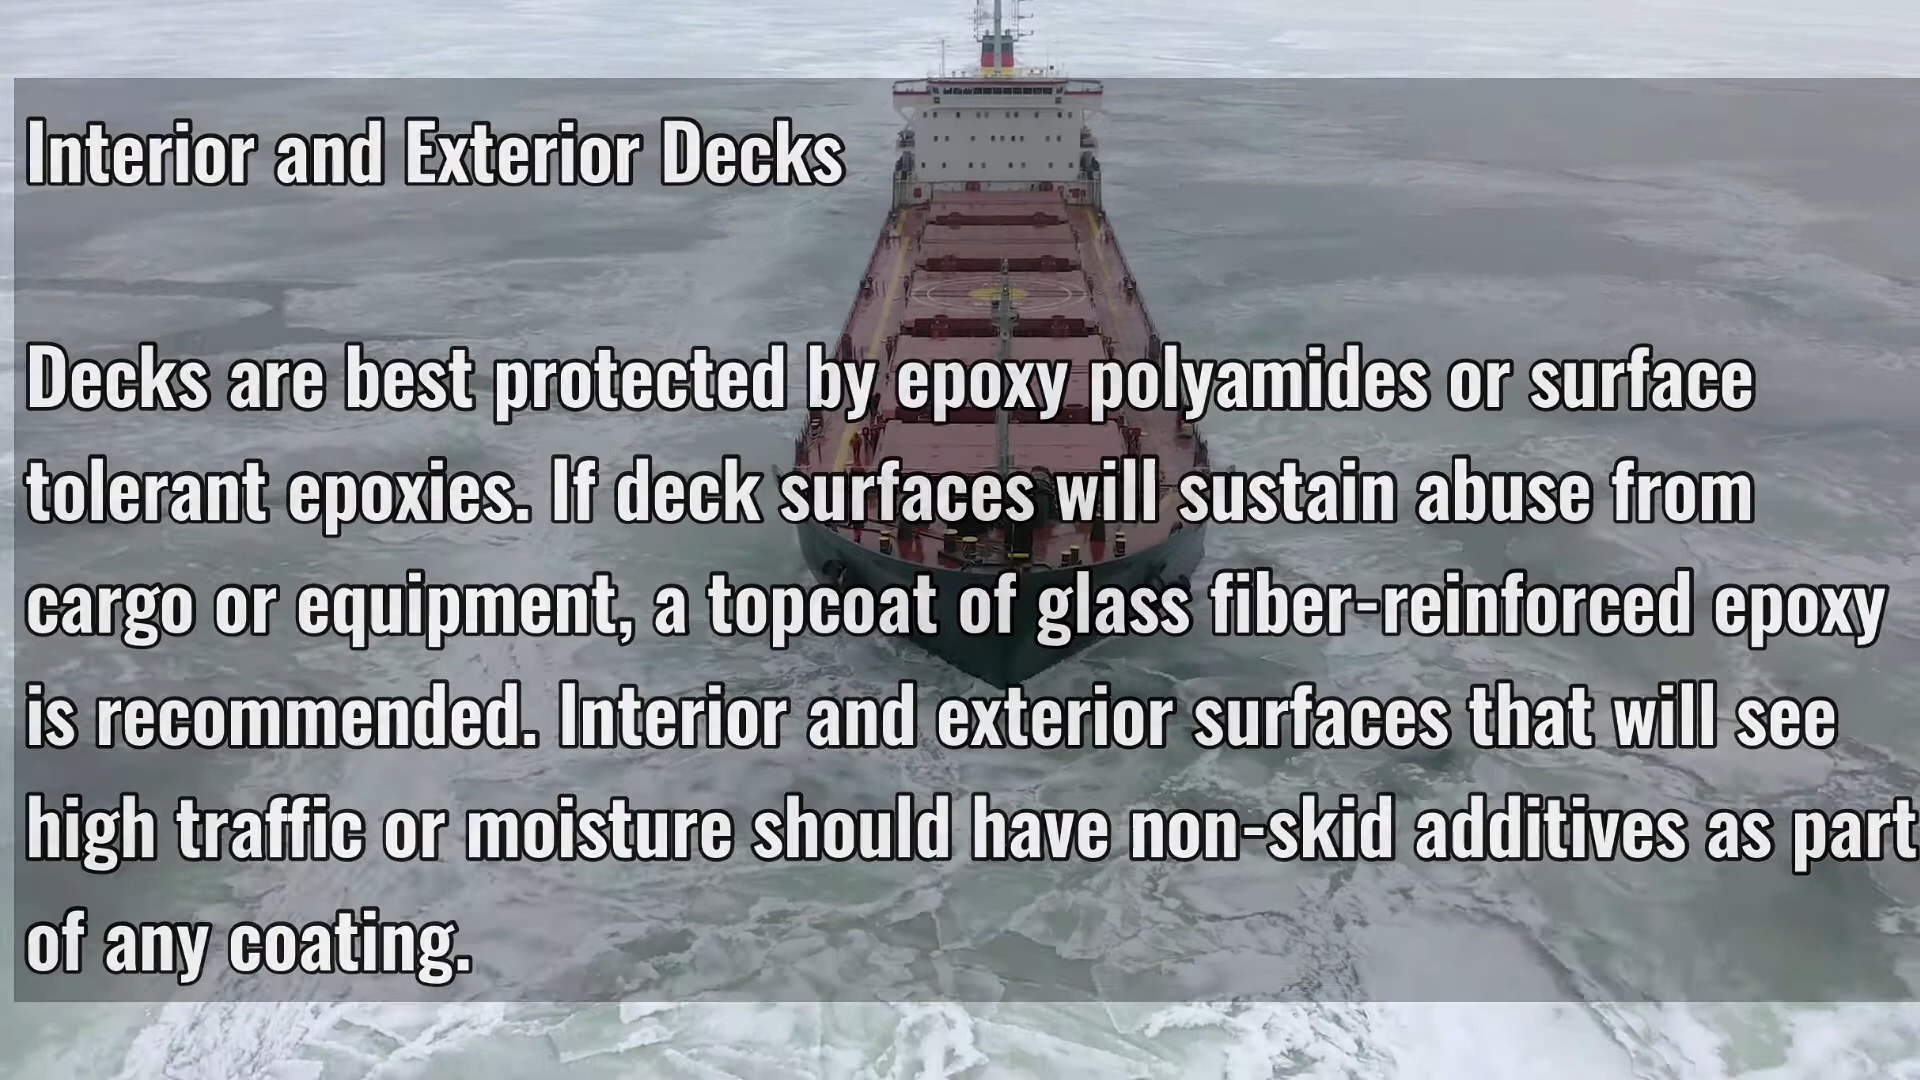 Interior and Exterior Decks
Decks are best protected by epoxy polyamides or surface
tolerant epoxies. If deck surfaces will sustain abuse from
cargo or equipment, a topcoat of glass fiber-reinforced epoxy
is recommended. Interior and exterior surfaces that will see
high traffic or moisture should have non-skid additives as part
of any coating.